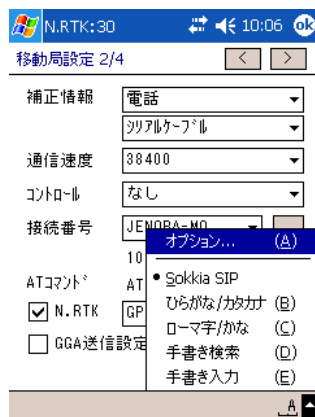 N.RTK:30 10:06 ok
移動局設定 2/4 < >
補正情報 電話
ｼﾘｱﾙｹｰﾌﾞﾙ
通信速度 38400
ｺﾝﾄﾛｰﾙ なし
接続番号 JENOBA-MO
10
ATｺﾏﾝﾄﾞ AT
N.RTK GP
GGA送信設定
オプション... (A)
Sokkia SIP
ひらがな/カタカナ (B)
ローマ字/かな (C)
手書き検索 (D)
手書き入力 (E)
A